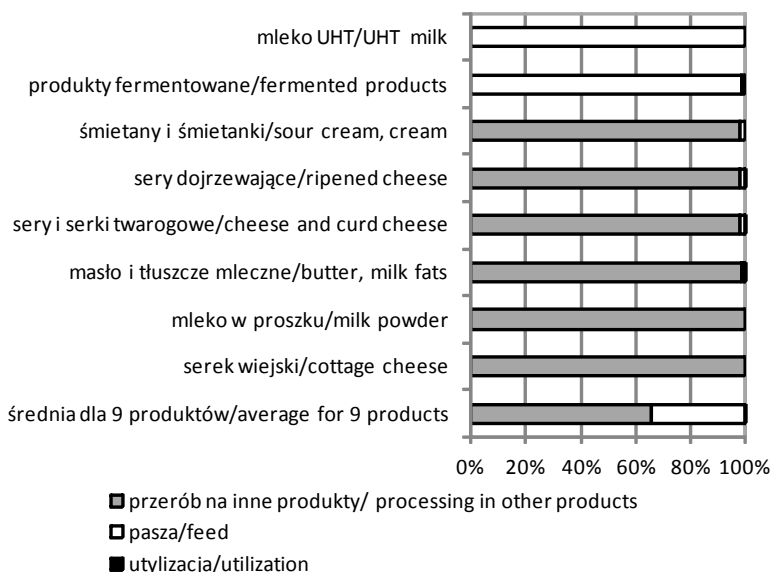 mleko UHT/UHT milk
produkty fermentowane/fermented products
śmietany i śmietanki/sour cream, cream
sery dojrzewające/ripened cheese
sery i serki twarogowe/cheese and curd cheese
masło i tłuszcze mleczne/butter, milk fats
mleko w proszku/milk powder
serek wiejski/cottage cheese
średnia dla 9 produktów/average for 9 products
0% 20% 40% 60% 80% 100%
przerób na inne produkty/ processing in other products
pasza/feed
utylizacja/utilization